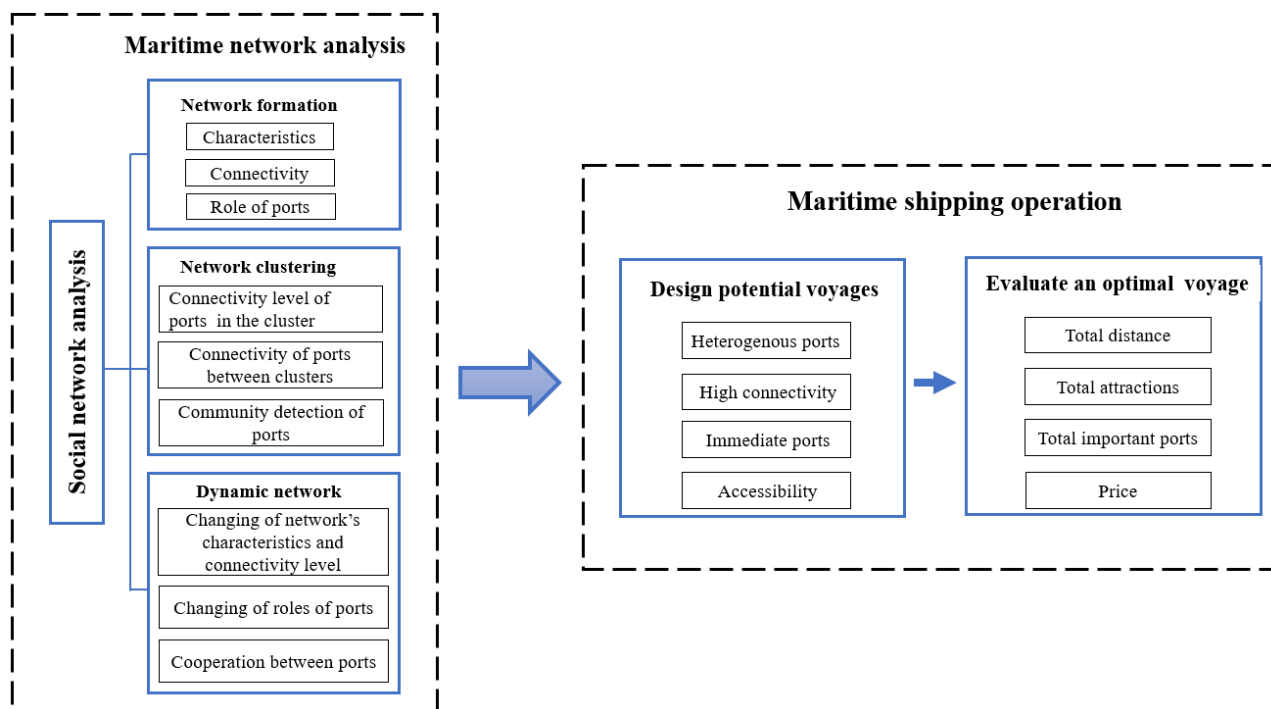 Maritime network analysis
Social network analysis
Network formation
Characteristics
Connectivity
Role of ports
Network clustering
Connectivity level of
ports in the cluster
Connectivity of ports
between clusters
Community detection of
ports
Dynamic network
Changing of network's
characteristics and
connectivity level
Changing of roles of ports
Cooperation between ports
Maritime shipping operation
Design potential voyages
Heterogenous ports
High connectivity
Immediate ports
Accessibility
Evaluate an optimal voyage
Total distance
Total attractions
Total important ports
Price